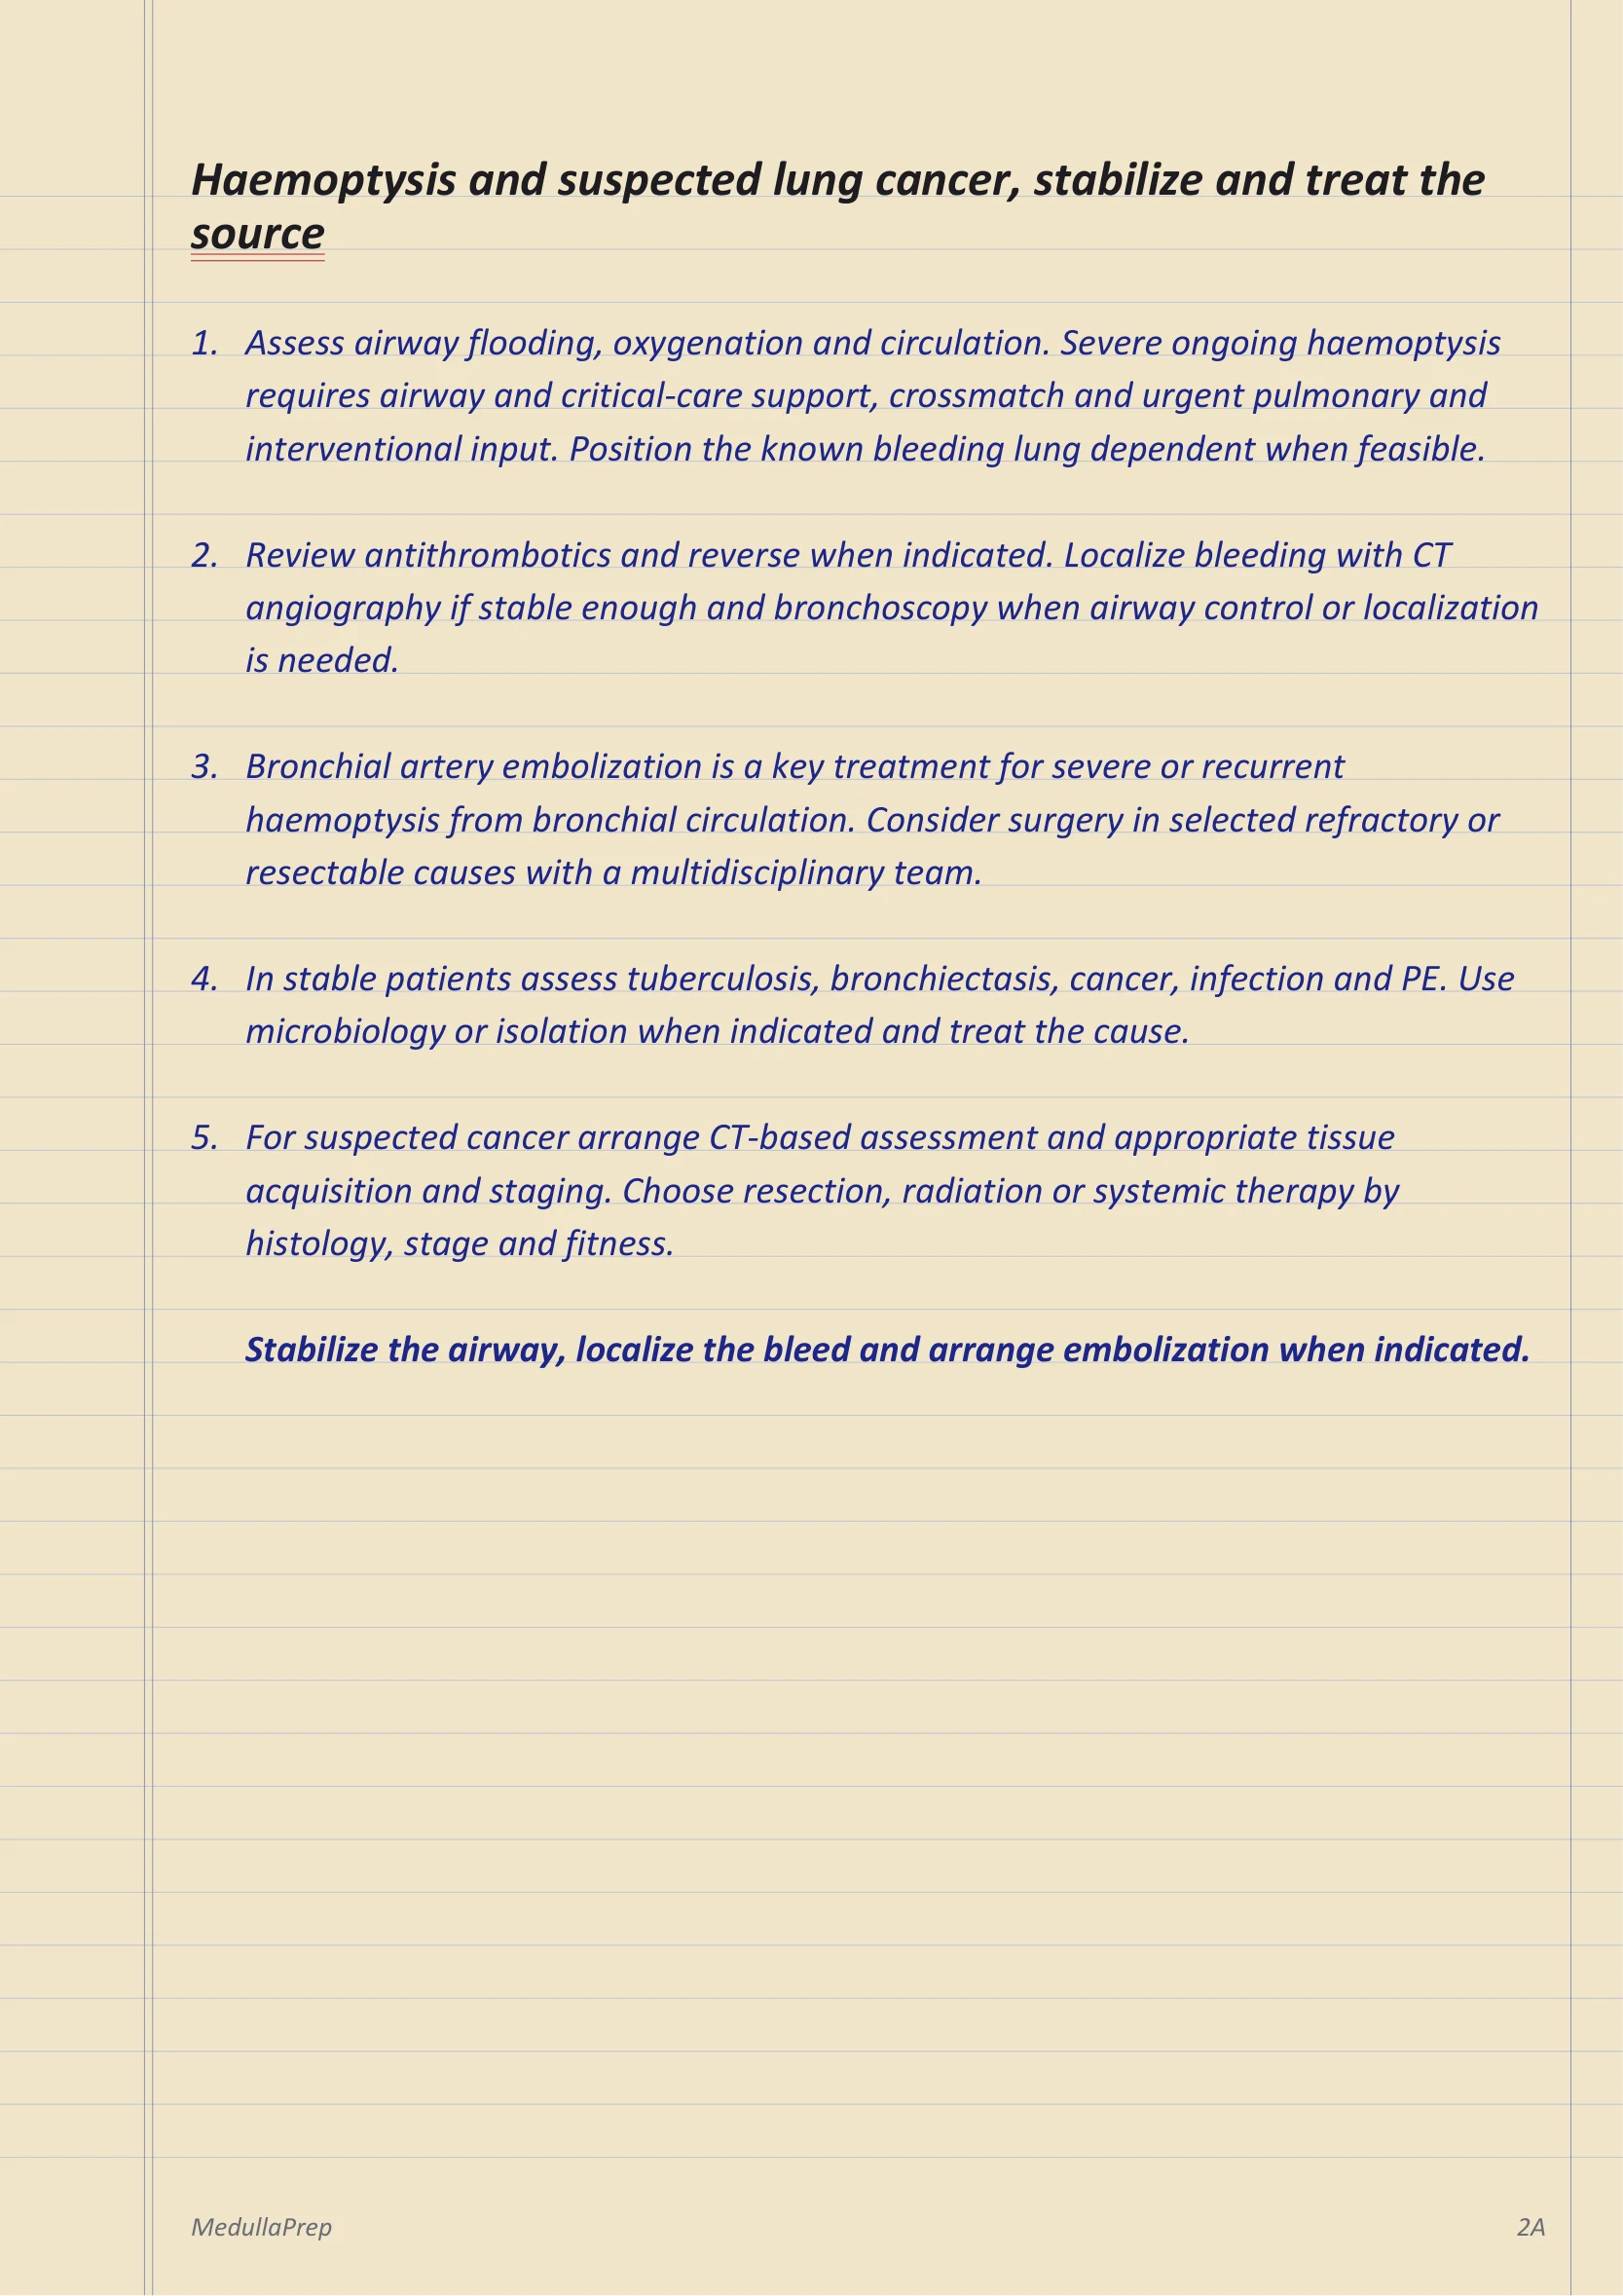 Haemoptysis and suspected lung cancer, stabilize and treat the
source
1. Assess airway flooding, oxygenation and circulation. Severe ongoing haemoptysis
requires airway and critical-care support, crossmatch and urgent pulmonary and
interventional input. Position the known bleeding lung dependent when feasible.
2. Review antithrombotics and reverse when indicated. Localize bleeding with CT
angiography if stable enough and bronchoscopy when airway control or localization
is needed.
3. Bronchial artery embolization is a key treatment for severe or recurrent
haemoptysis from bronchial circulation. Consider surgery in selected refractory or
resectable causes with a multidisciplinary team.
4. In stable patients assess tuberculosis, bronchiectasis, cancer, infection and PE. Use
microbiology or isolation when indicated and treat the cause.
5. For suspected cancer arrange CT-based assessment and appropriate tissue
acquisition and staging. Choose resection, radiation or systemic therapy by
histology, stage and fitness.
Stabilize the airway, localize the bleed and arrange embolization when indicated.
MedullaPrep
2A